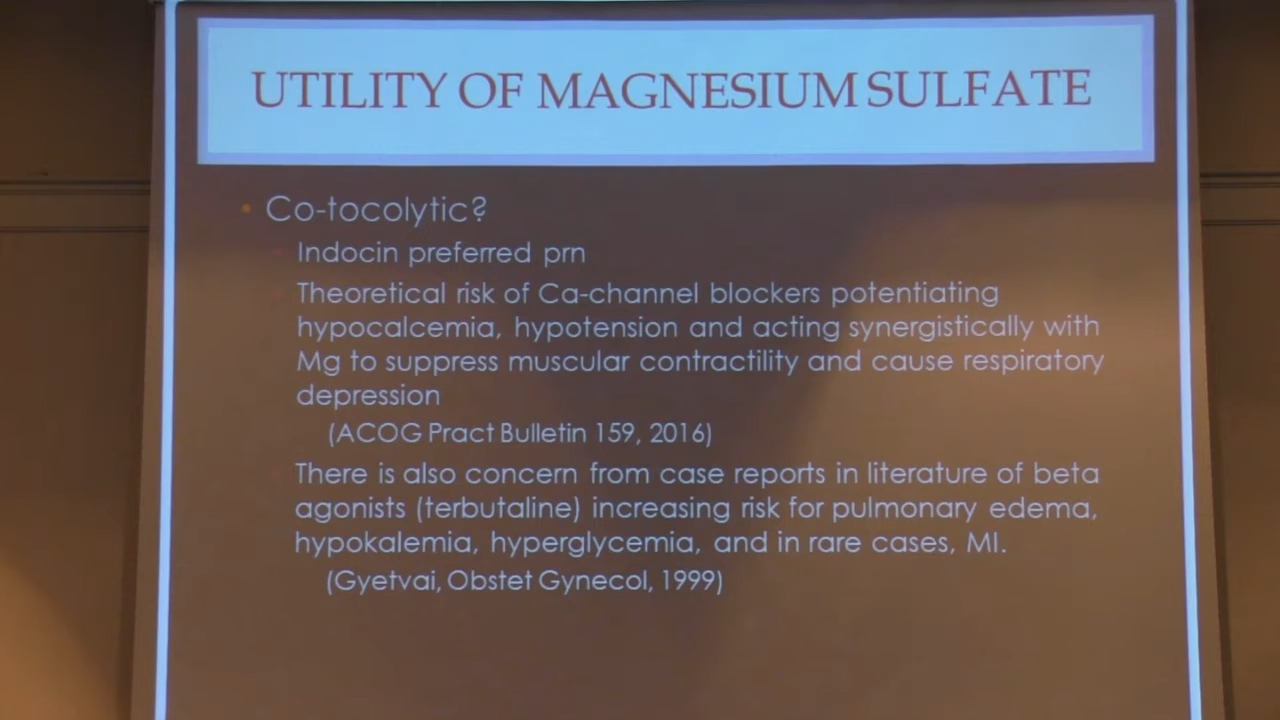 UTILITY OF MAGNESIUM SULFATE
• Co-tocolytic?
Indocin preferred prn
Theoretical risk of Ca-channel blockers potentiating
hypocalcemia, hypotension and acting synergistically with
Mg to suppress muscular contractility and cause respiratory
depression
(ACOG Pract Bulletin 159, 2016)
There is also concern from case reports in literature of beta
agonists (terbutaline) increasing risk for pulmonary edema,
hypokalemia, hyperglycemia, and in rare cases, MI.
(Gyetvai, Obstet Gynecol, 1999)